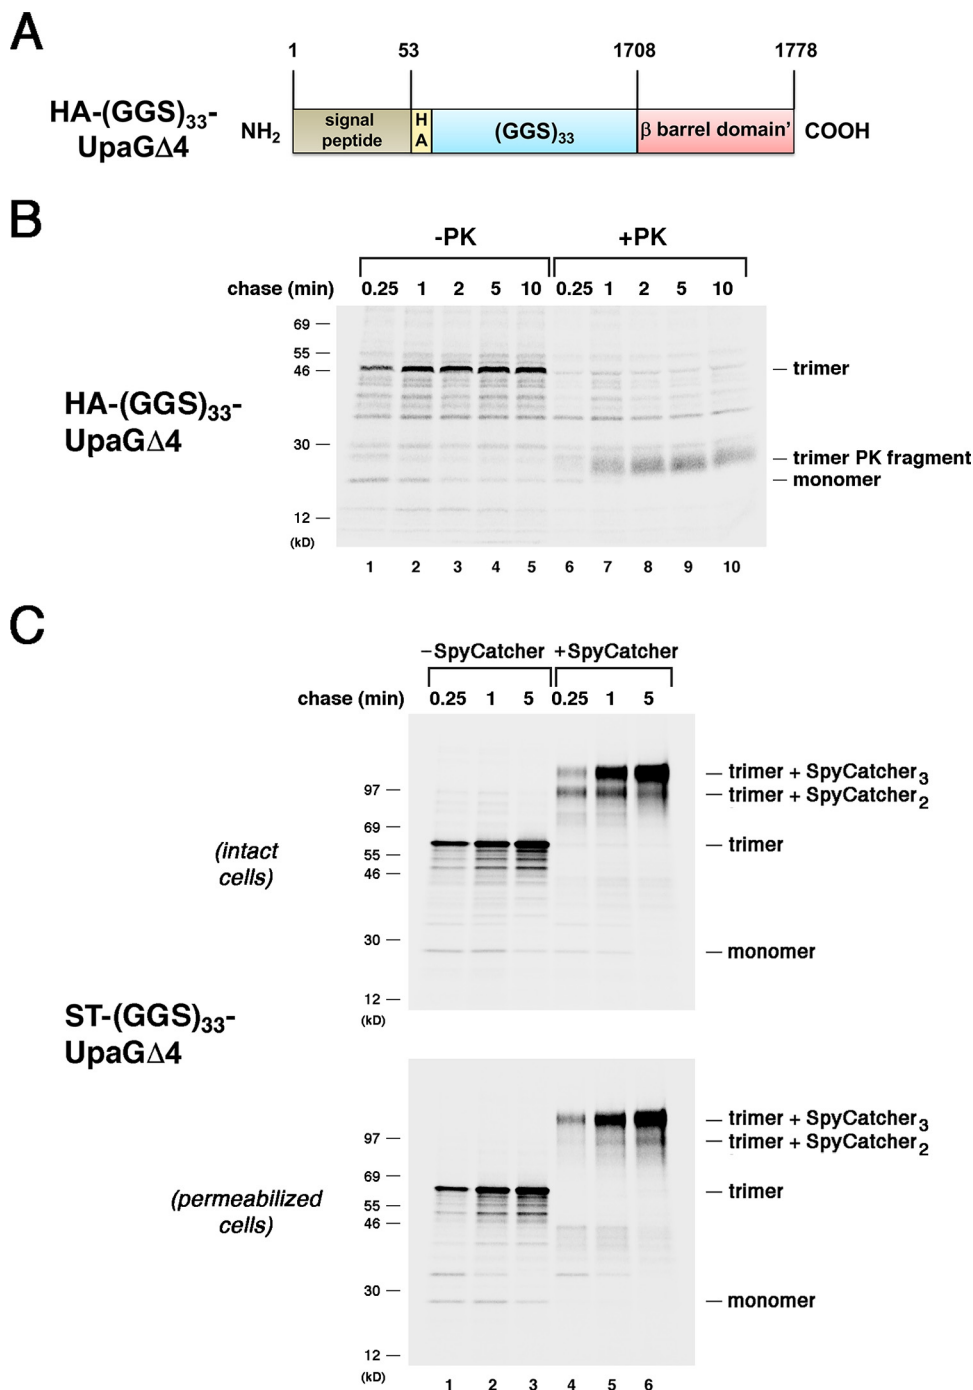 A
1 53 1708 1778
HA-(GGS)33-
UpaGΔ4
NH2
signal
peptide
H
A
(GGS)33
β barrel domain'
COOH
B
-PK +PK
chase (min) 0.25 1 2 5 10 0.25 1 2 5 10
69
55
46
30
12
(kD)
HA-(GGS)33-
UpaGΔ4
trimer
trimer PK fragment
monomer
1 2 3 4 5 6 7 8 9 10
C
–SpyCatcher +SpyCatcher
chase (min) 0.25 1 5 0.25 1 5
97
69
55
46
30
12
(kD)
(intact
cells)
trimer + SpyCatcher3
trimer + SpyCatcher2
trimer
monomer
ST-(GGS)33-
UpaGΔ4
97
69
55
46
30
12
(kD)
(permeabilized
cells)
trimer + SpyCatcher3
trimer + SpyCatcher2
trimer
monomer
1 2 3 4 5 6